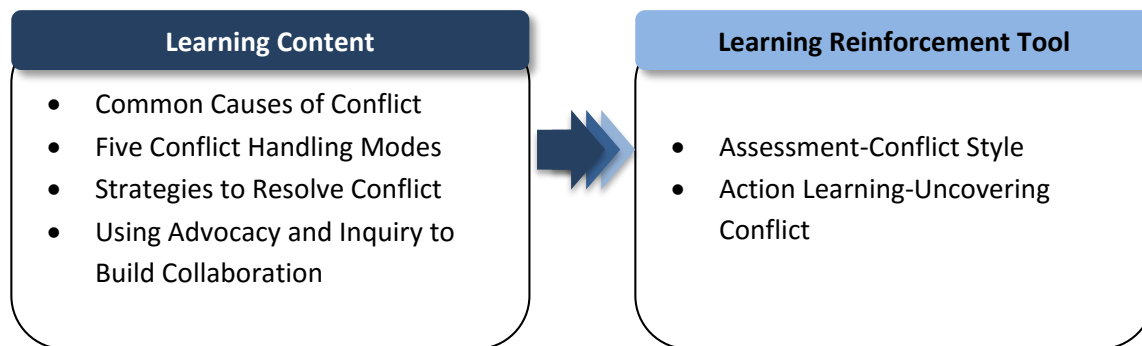 Learning Content
• Common Causes of Conflict
• Five Conflict Handling Modes
• Strategies to Resolve Conflict
• Using Advocacy and Inquiry to
Build Collaboration
Learning Reinforcement Tool
• Assessment-Conflict Style
• Action Learning-Uncovering
Conflict